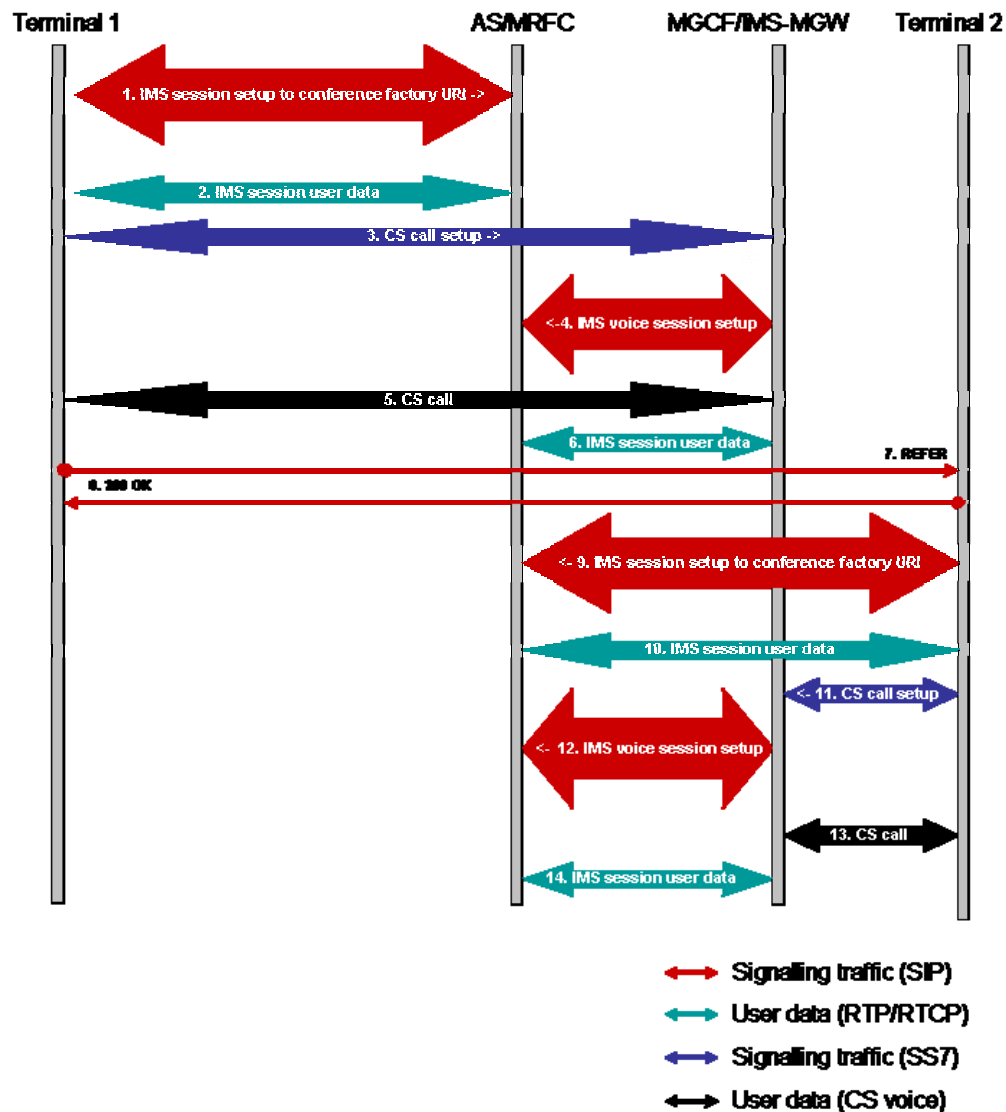 Terminal 1 AS/MRFC MGCF/IMS-MGW Terminal 2
1. IMS session setup to conference factory URI ->
2. IMS session user data
3. CS call setup ->
<-4. IMS voice session setup
5. CS call
6. IMS session user data
7. REFER
8. 200 OK
<- 9. IMS session setup to conference factory URI
10. IMS session user data
<- 11. CS call setup
<- 12. IMS voice session setup
13. CS call
14. IMS session user data
Signalling traffic (SIP)
User data (RTP/RTCP)
Signalling traffic (SS7)
User data (CS voice)